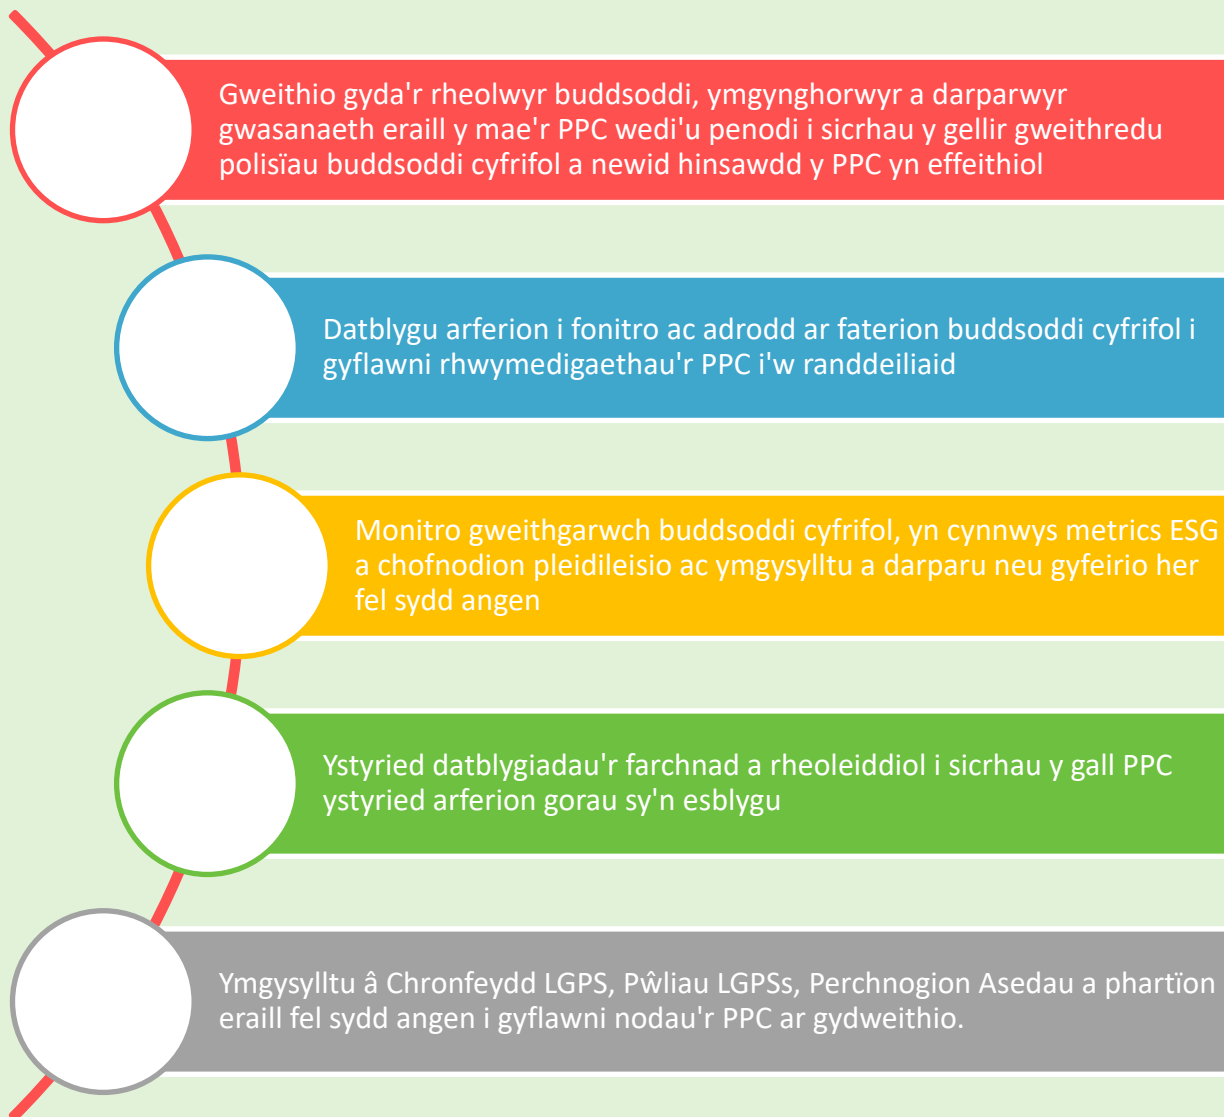 Gweithio gyda'r rheolwyr buddsoddi, ymgynghorwyr a darparwyr
gwasanaeth eraill y mae'r PPC wedi'u penodi i sicrhau y gellir gweithredu
polisïau buddsoddi cyfrifol a newid hinsawdd y PPC yn effeithiol
Datblygu arferion i fonitro ac adrodd ar faterion buddsoddi cyfrifol i
gyflawni rhwymedigaethau'r PPC i'w randdeiliaid
Monitro gweithgarwch buddsoddi cyfrifol, yn cynnwys metrics ESG
a chofnodion pleidileisio ac ymgysylltu a darparu neu gyfeirio her
fel sydd angen
Ystyried datblygiadau'r farchnad a rheoleiddiol i sicrhau y gall PPC
ystyried arferion gorau sy'n esblygu
Ymgysylltu â Chronfeydd LGPS, Pŵliau LGPSs, Perchnogion Asedau a phartïon
eraill fel sydd angen i gyflawni nodau'r PPC ar gydweithio.